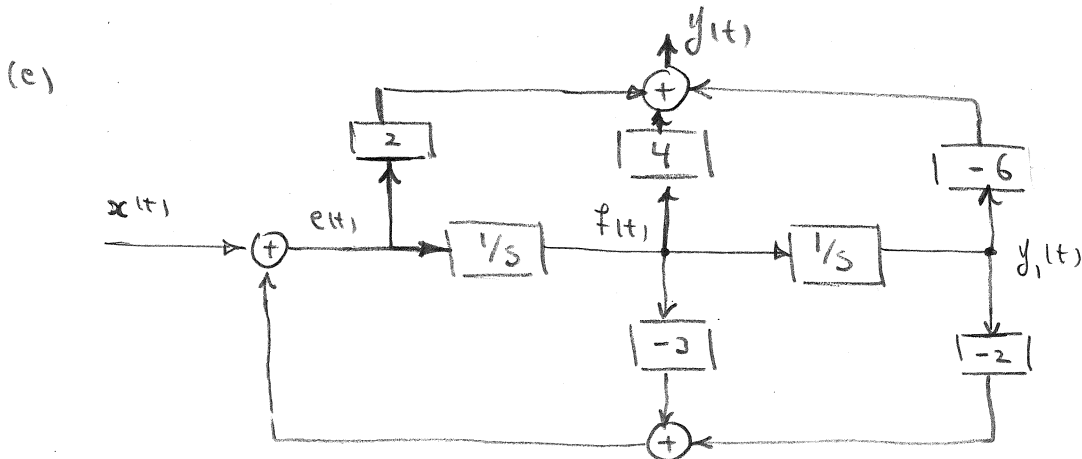 (e)
y(t)
+
2
4
-6
x(t)
+
e(t)
1/s
f(t)
1/s
y₁(t)
-3
-2
+